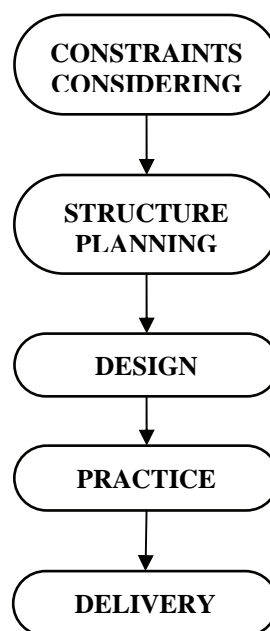 CONSTRAINTS
CONSIDERING
STRUCTURE
PLANNING
DESIGN
PRACTICE
DELIVERY